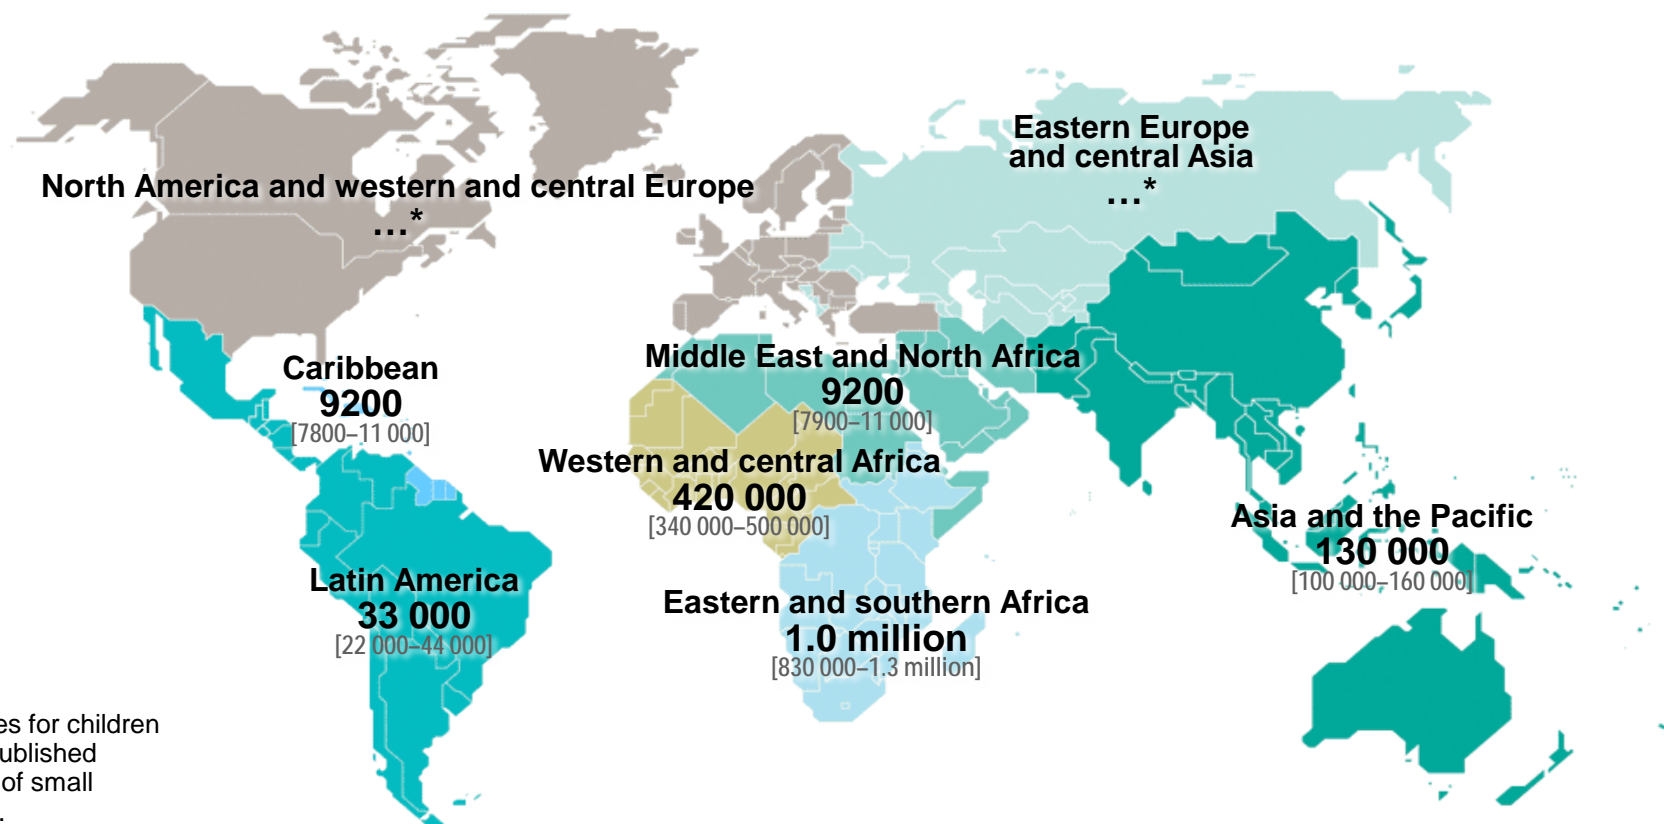 Eastern Europe
and central Asia
...*
North America and western and central Europe
...*
Caribbean
9200
[7800–11 000]
Middle East and North Africa
9200
[7900–11 000]
Western and central Africa
420 000
[340 000–500 000]
Asia and the Pacific
130 000
[100 000–160 000]
Latin America
33 000
[22 000–44 000]
Eastern and southern Africa
1.0 million
[830 000–1.3 million]
es for children
ublished
of small
.